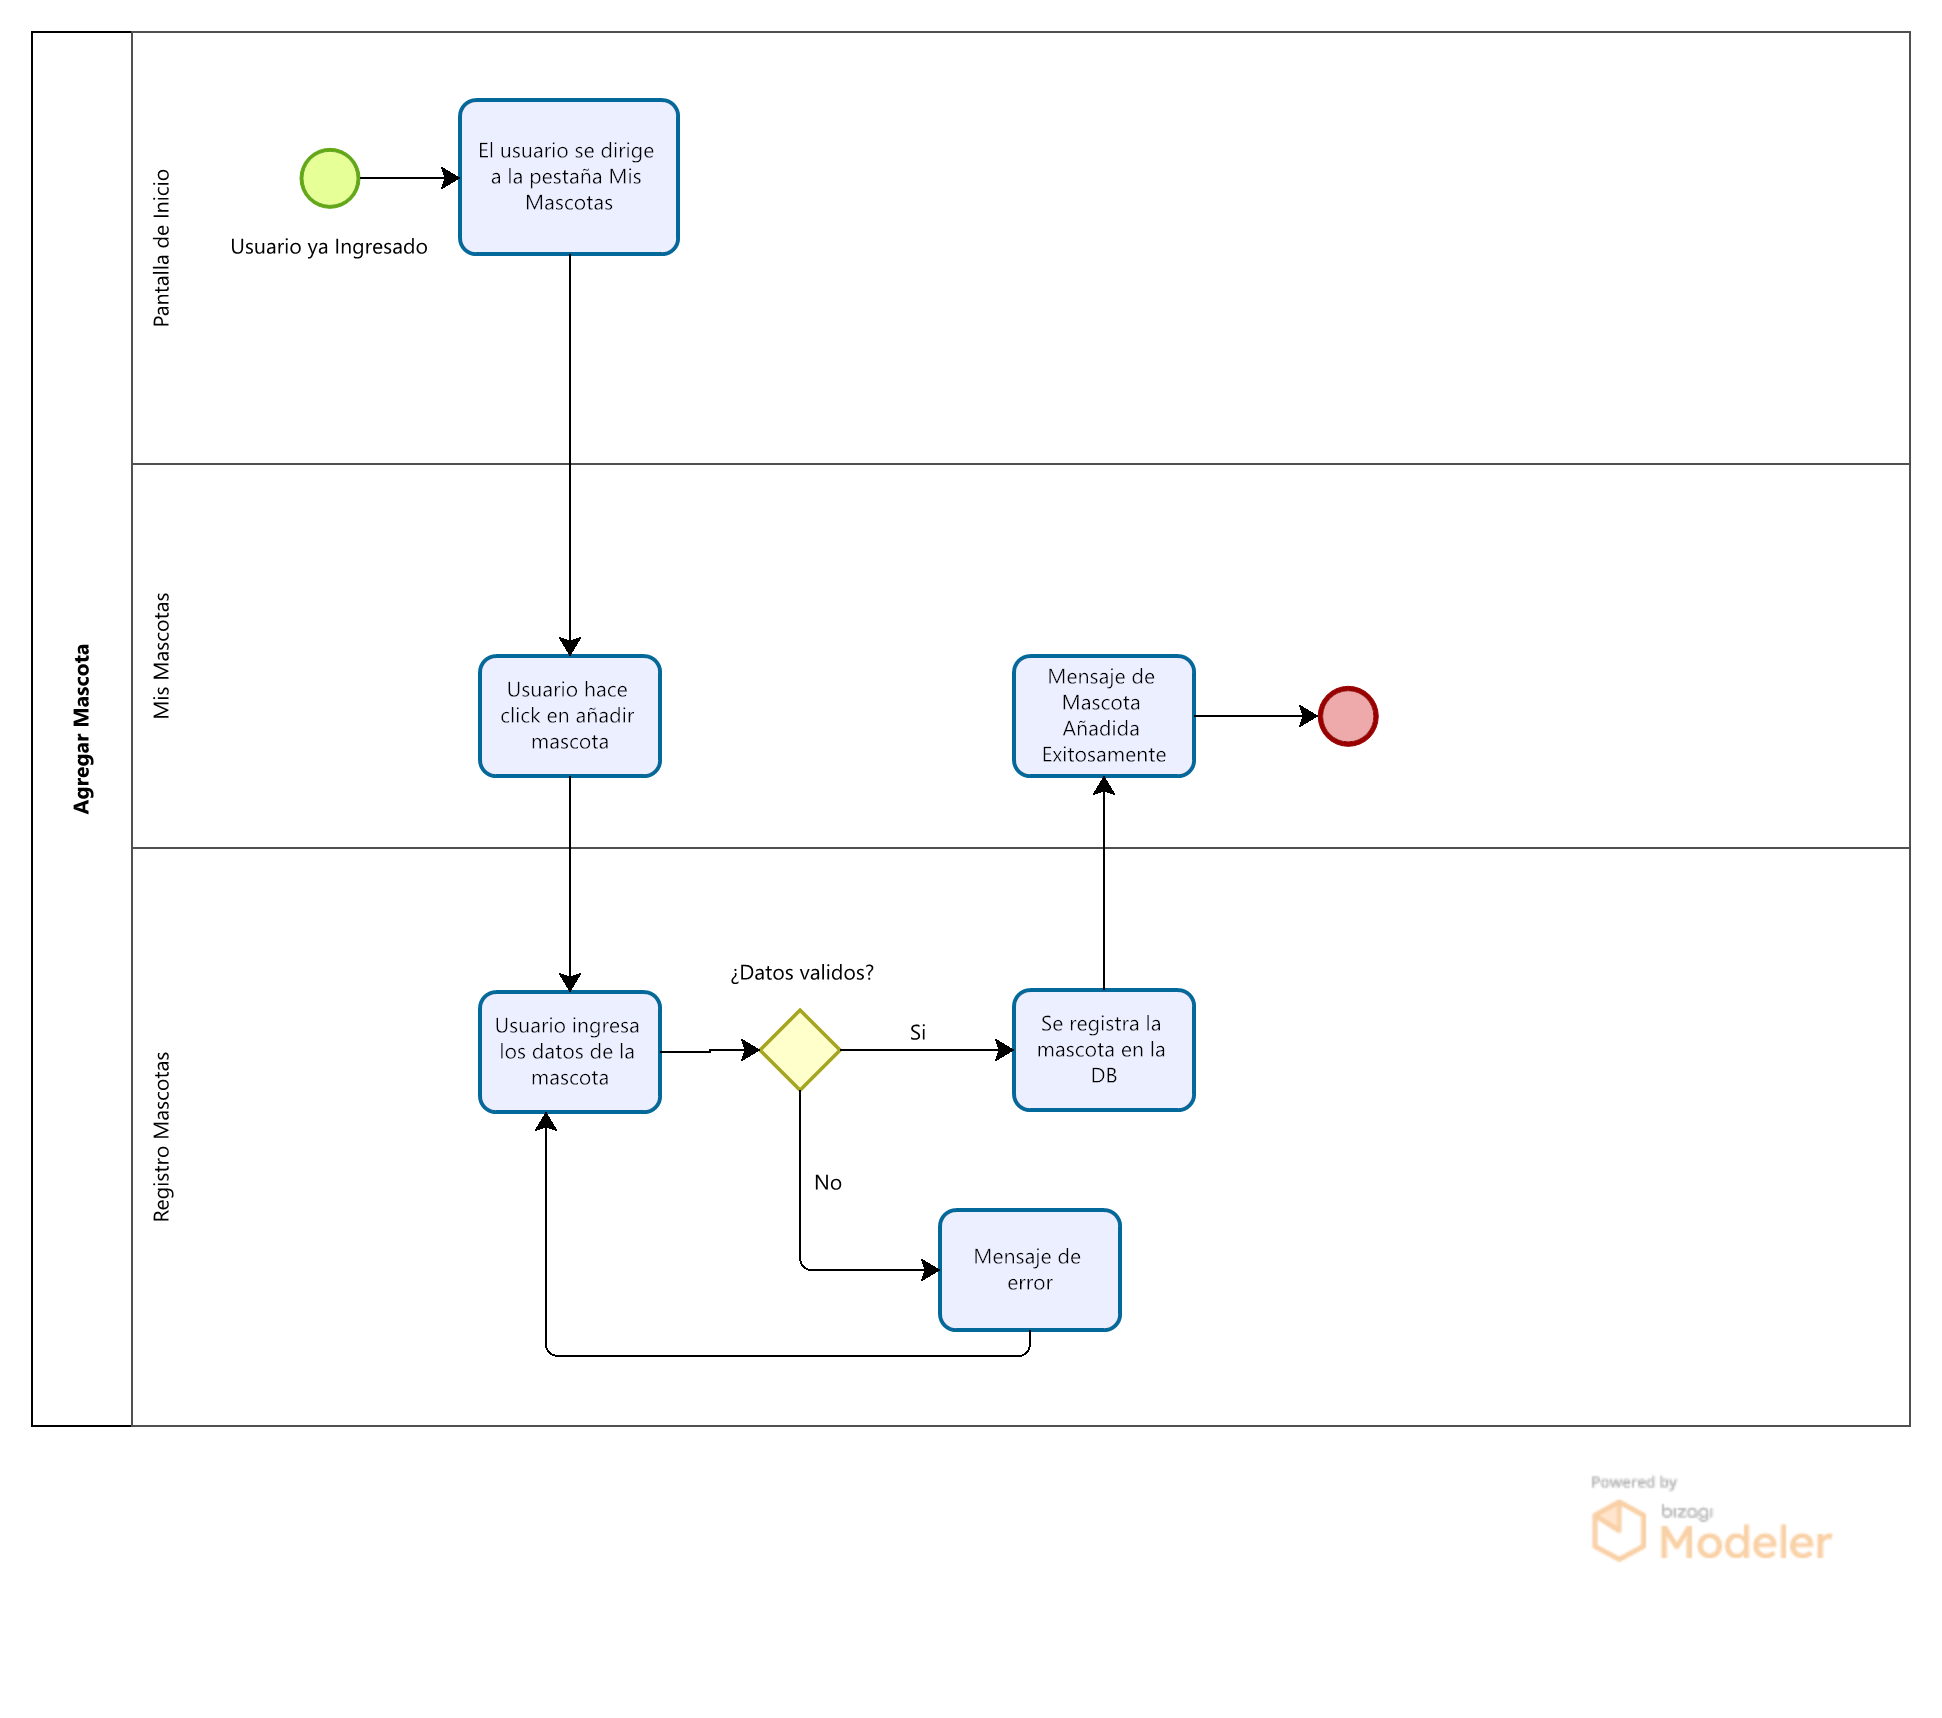 Agregar Mascota
Pantalla de Inicio
Usuario ya Ingresado
El usuario se dirige
a la pestaña Mis
Mascotas
Mis Mascotas
Usuario hace
click en añadir
mascota
Mensaje de
Mascota
Añadida
Exitosamente
Registro Mascotas
Usuario ingresa
los datos de la
mascota
¿Datos validos?
Si
Se registra la
mascota en la
DB
No
Mensaje de
error
Powered by
bizagi
Modeler